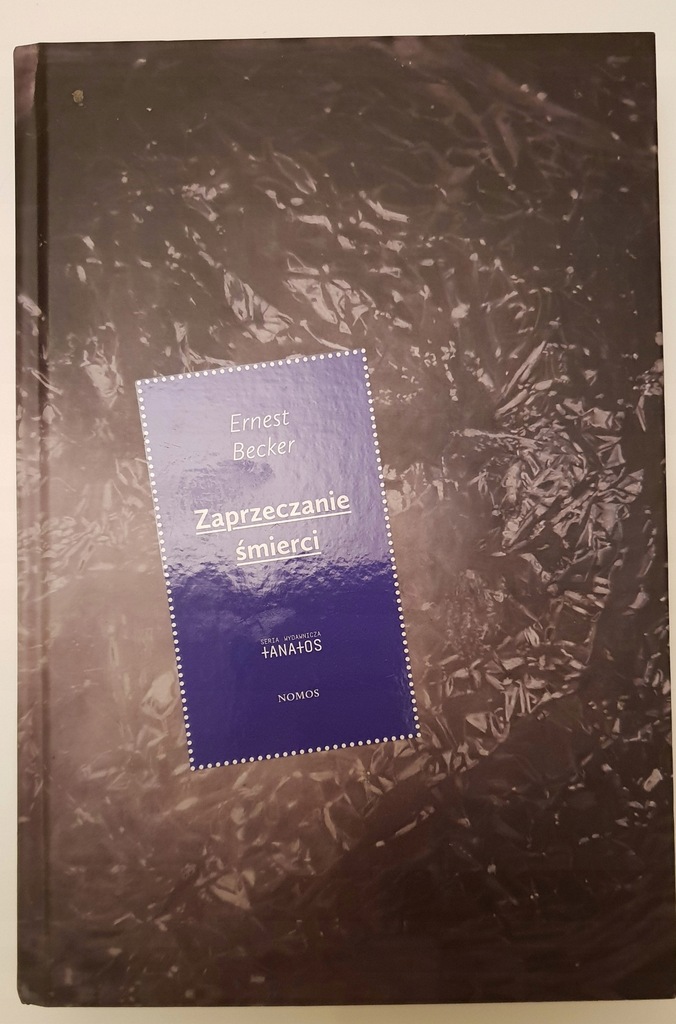 Ernest
Becker
Zaprzeczanie
śmierci
SERIA WYDAWNICZA
tANAtOS
NOMOS